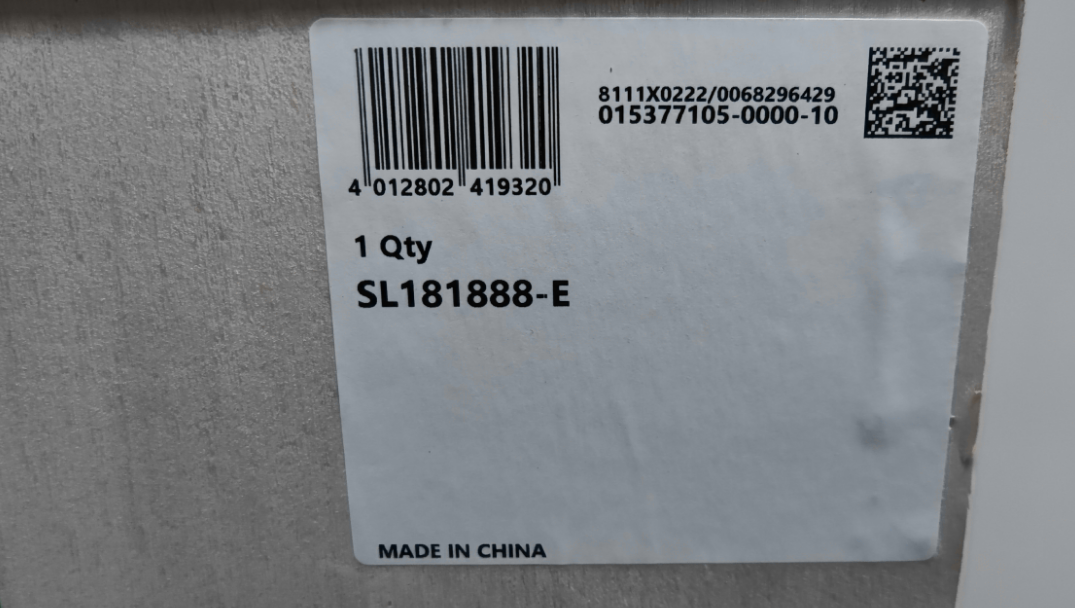 8111X0222/0068296429
015377105-0000-10
4 012802 419320
1 Qty
SL181888-E
MADE IN CHINA